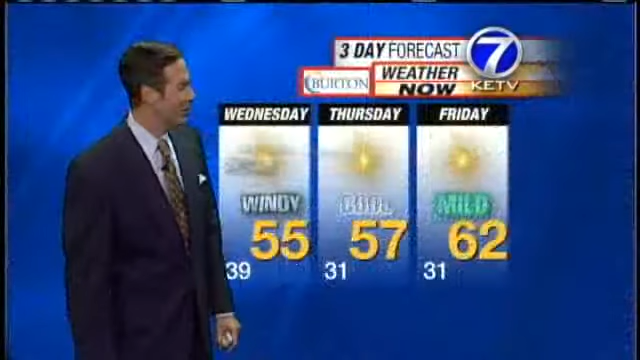 3 DAY FORECAST
7
KETV
BURTON
WEATHER
NOW
WEDNESDAY THURSDAY FRIDAY
WINDY COOL MILD
55 57 62
39 31 31